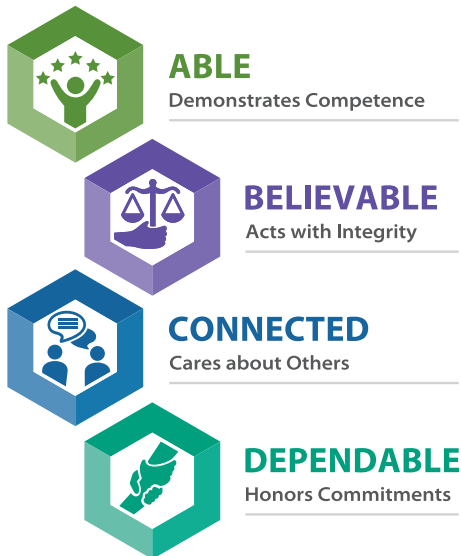 ABLE
Demonstrates Competence
BELIEVABLE
Acts with Integrity
CONNECTED
Cares about Others
DEPENDABLE
Honors Commitments